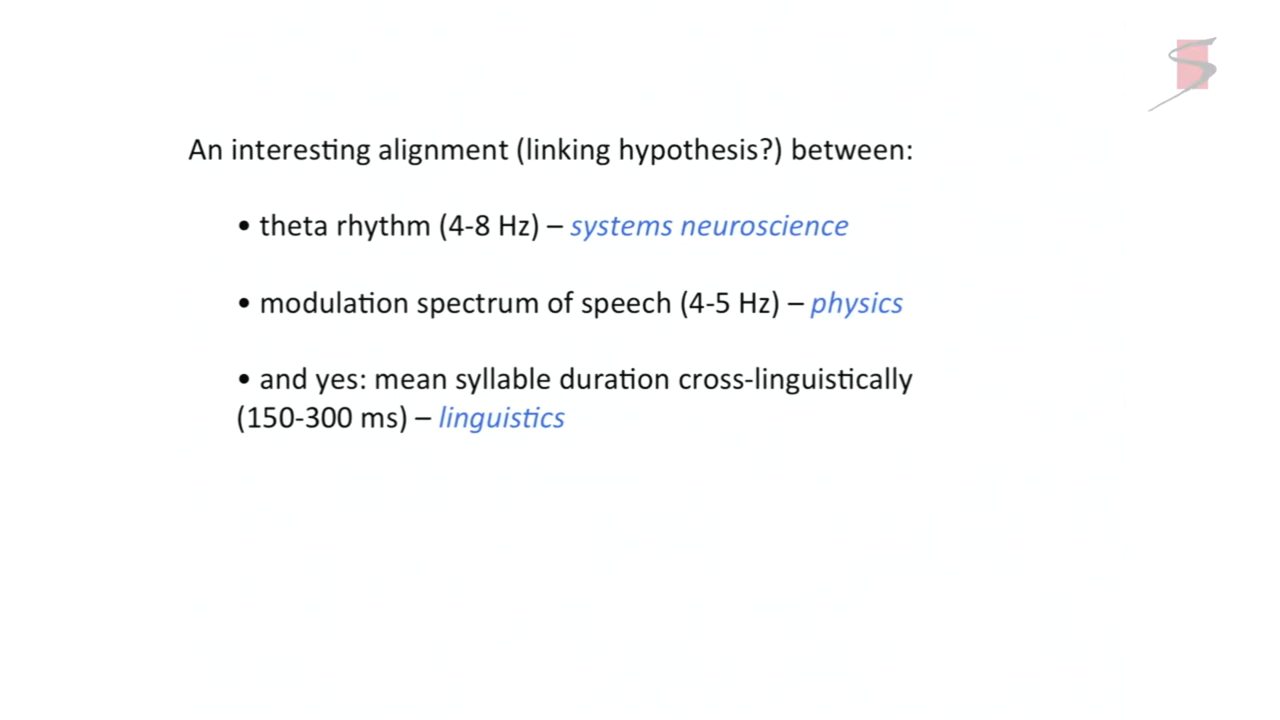 An interesting alignment (linking hypothesis?) between:
• theta rhythm (4-8 Hz) – systems neuroscience
• modulation spectrum of speech (4-5 Hz) – physics
• and yes: mean syllable duration cross-linguistically
(150-300 ms) – linguistics